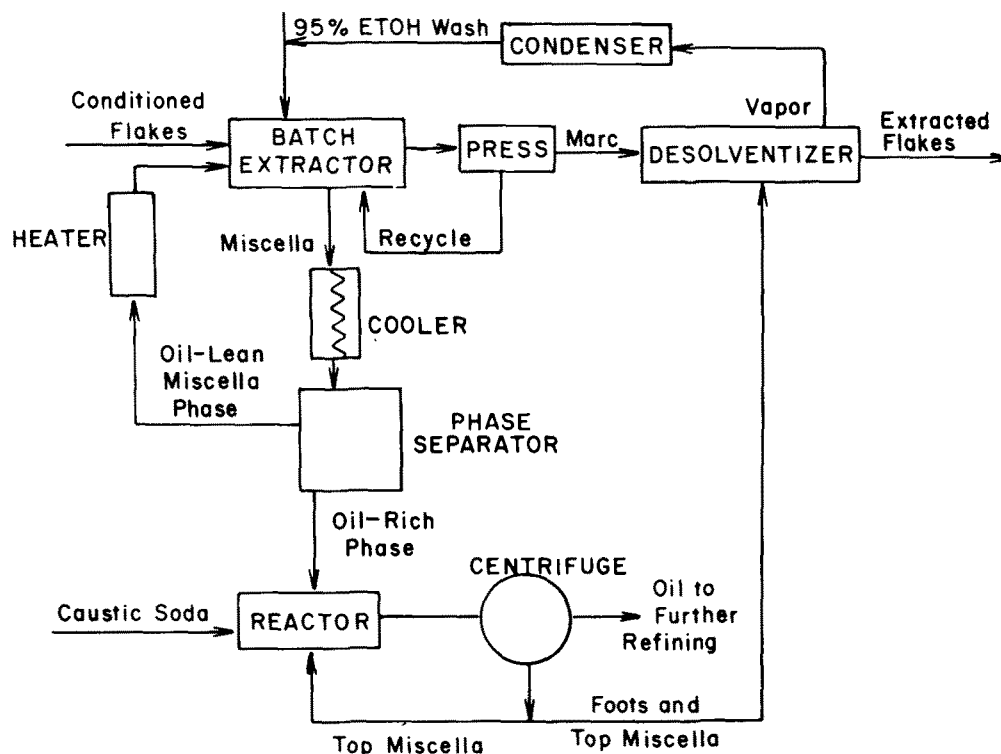 95% ETOH Wash
CONDENSER
Conditioned
Flakes
BATCH
EXTRACTOR
PRESS
Marc
Vapor
DESOLVENTIZER
Extracted
Flakes
HEATER
Miscella
Recycle
COOLER
Oil-Lean
Miscella
Phase
PHASE
SEPARATOR
Oil-Rich
Phase
CENTRIFUGE
Caustic Soda
REACTOR
Oil to
Further
Refining
Top Miscella
Foots and
Top Miscella